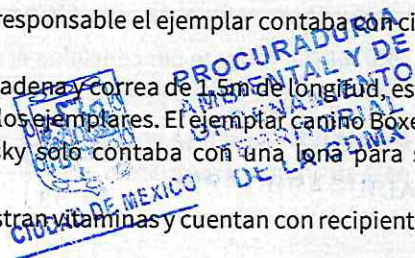 responsable el ejemplar contaba con ci
PROCURADURÍA
AMBIENTAL Y DE
adena y correa de 1.5m de longitud, es
ORDENAMIENTO
los ejemplares. El ejemplar canino Boxe
TERRITORIAL
sky solo contaba con una lona para s
DE LA CDMX
CIUDAD DE MÉXICO
stran vitaminas y cuentan con recipient